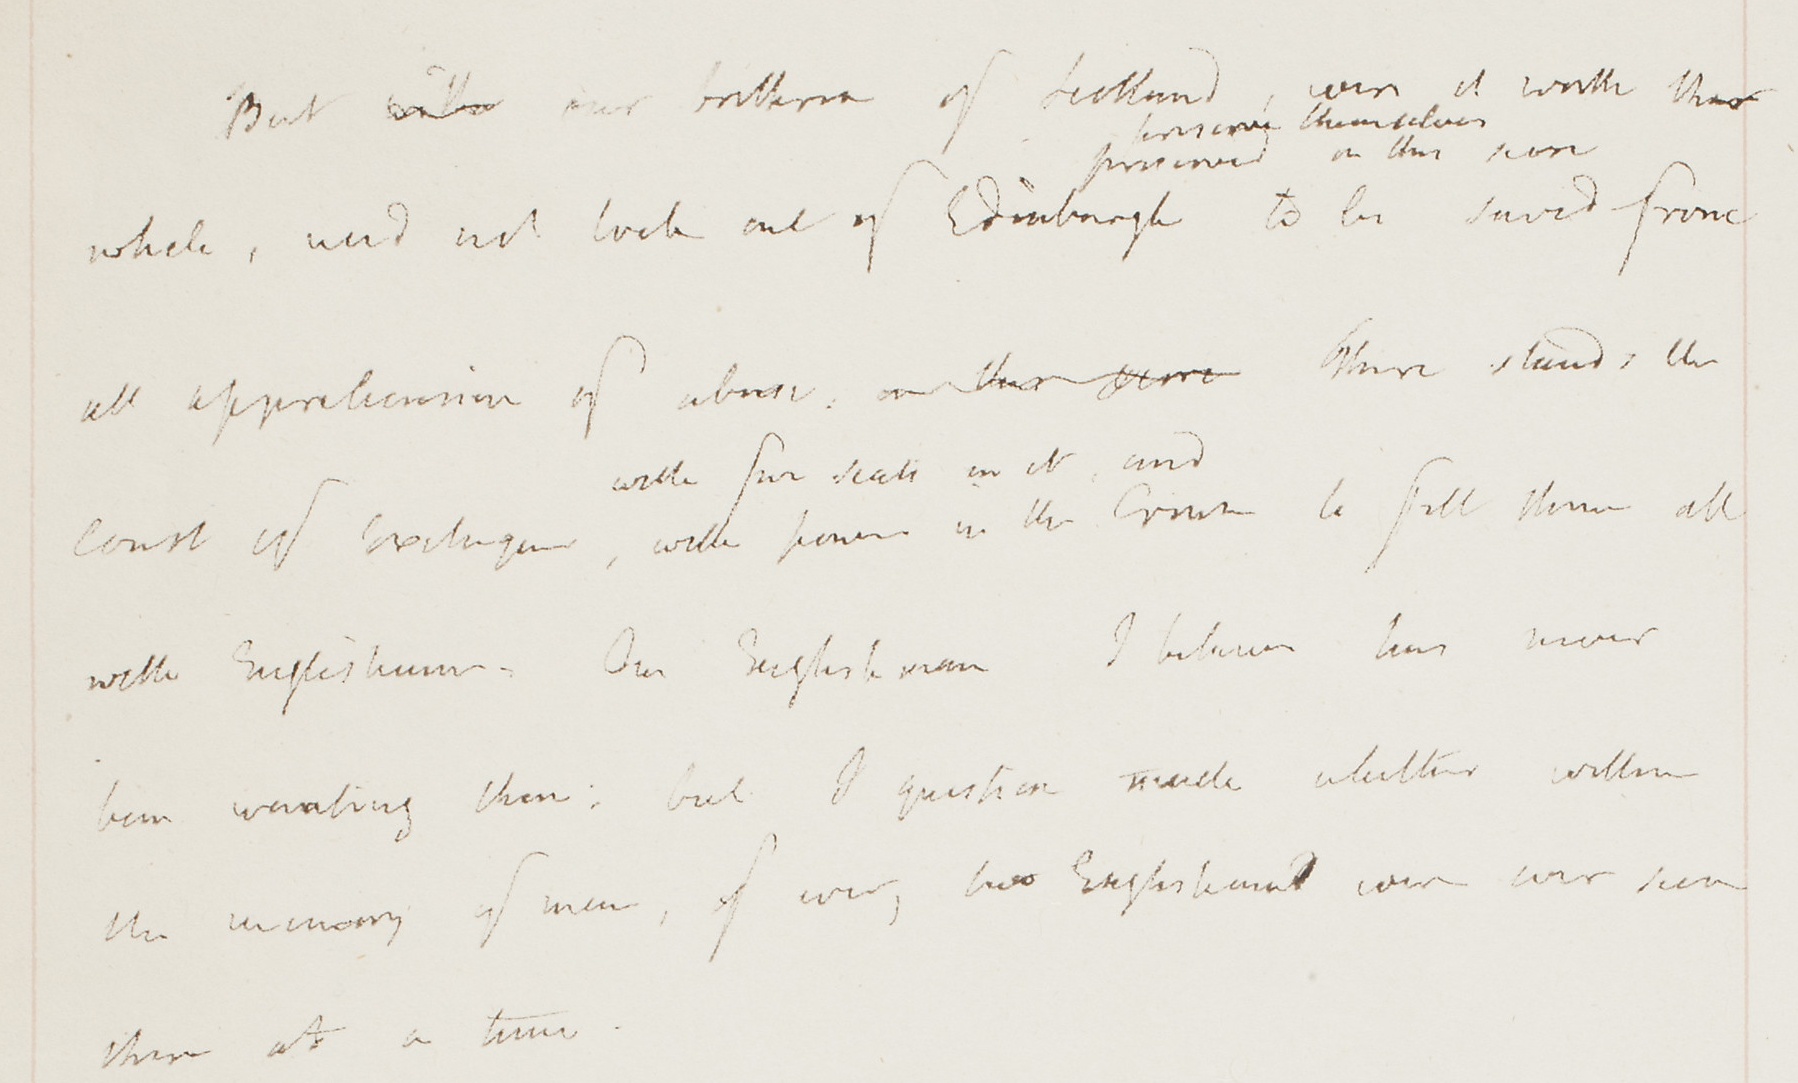 But our brethren of Scotland, were it worth their
preserve themselves
preserved on this score
while, need not look out of Edinburgh to be saved from
all apprehension of abuse. on this score There stands the
with five seats in it, and
Court of Exchequer, with power in the Crown to fill them all
with Englishmen. One Englishman I believe has never
been wanting there: but I question made whether within
the memory of man, if ever, two Englishmen were ever seen
there at a time.